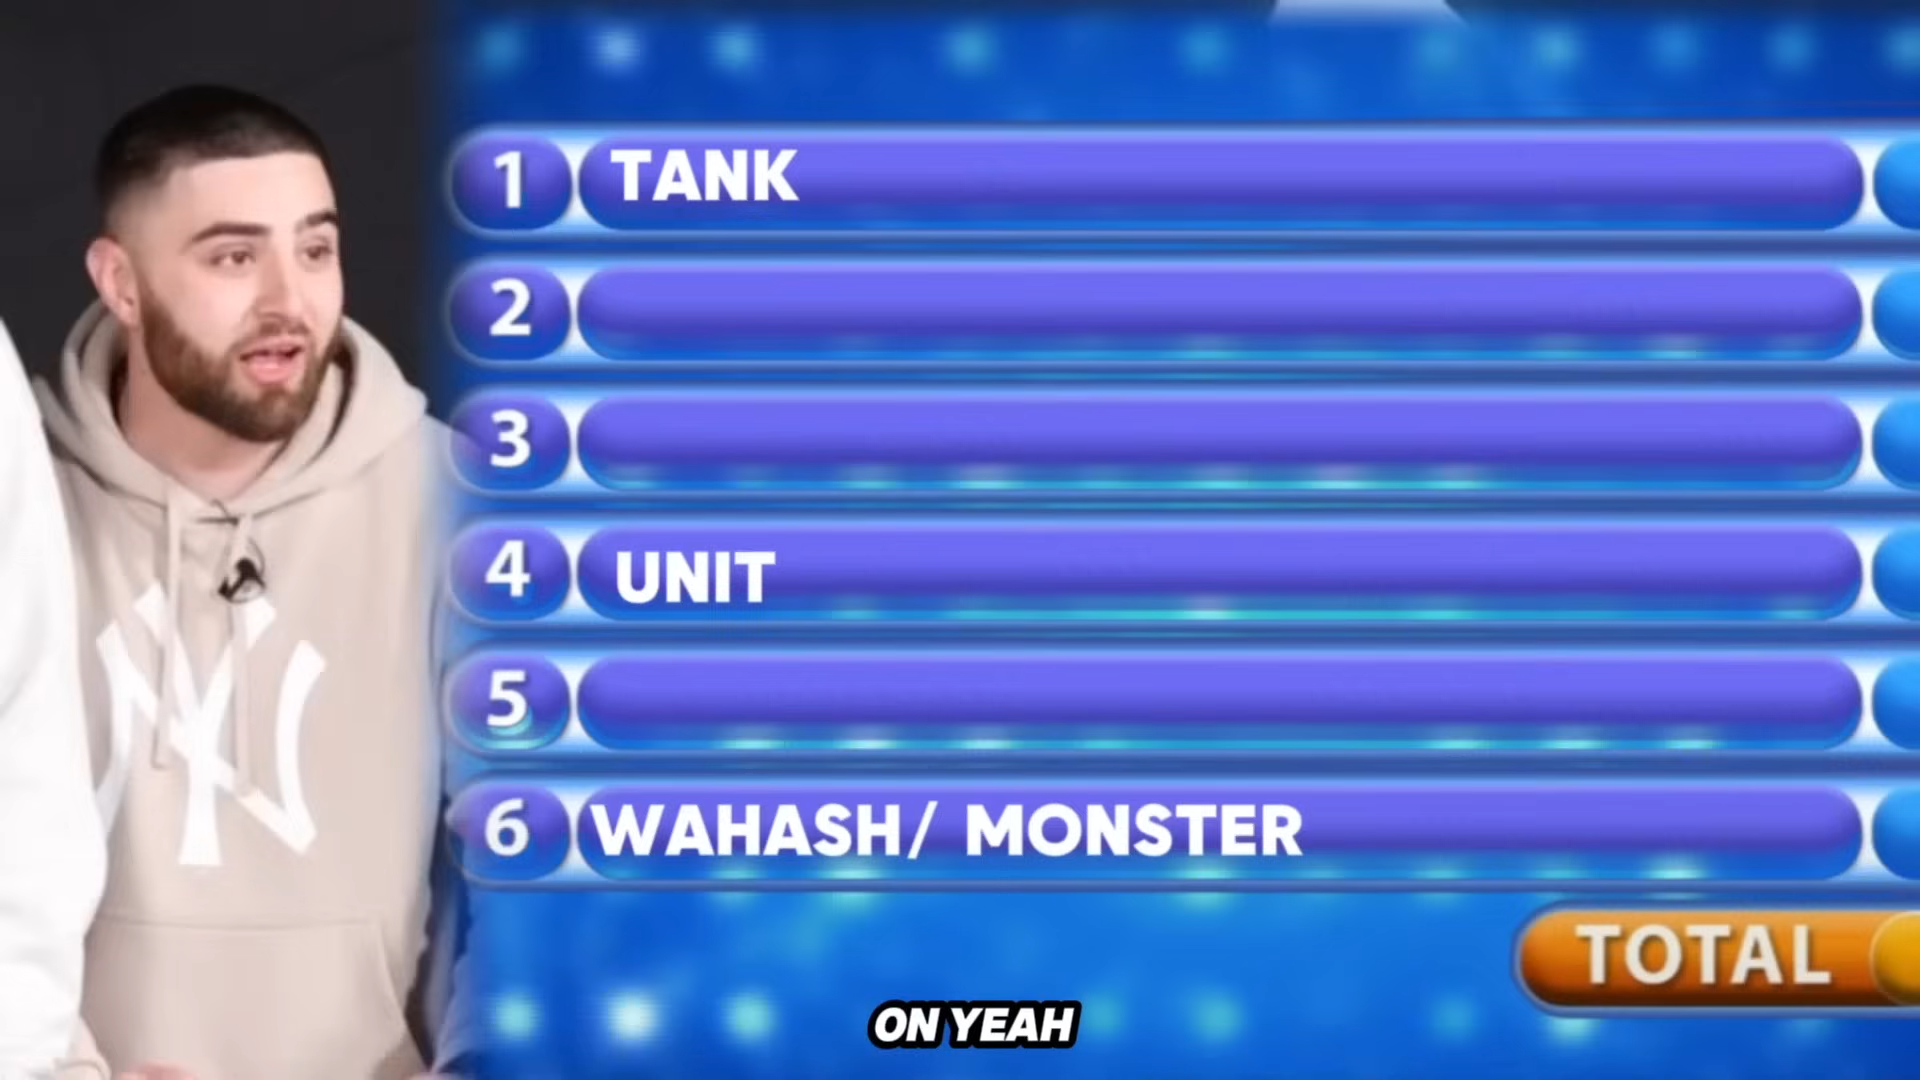 1 TANK
2
3
4 UNIT
5
6 WAHASH/ MONSTER
TOTAL
ON YEAH
NY